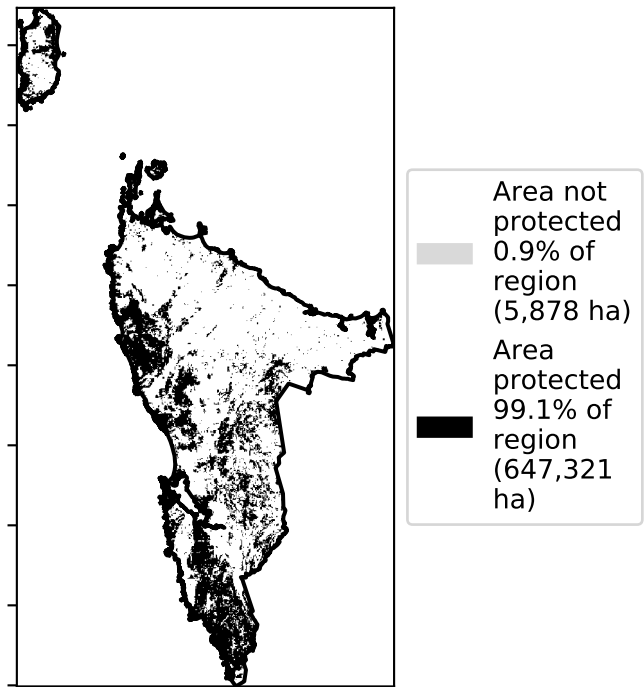 Area not
protected
0.9% of
region
(5,878 ha)
Area
protected
99.1% of
region
(647,321
ha)